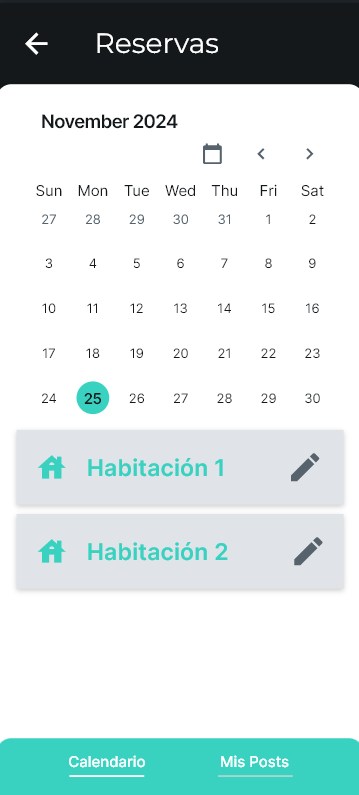 Reservas
November 2024
Sun Mon Tue Wed Thu Fri Sat
27 28 29 30 31 1 2
3 4 5 6 7 8 9
10 11 12 13 14 15 16
17 18 19 20 21 22 23
24 25 26 27 28 29 30
Habitación 1
Habitación 2
Calendario Mis Posts